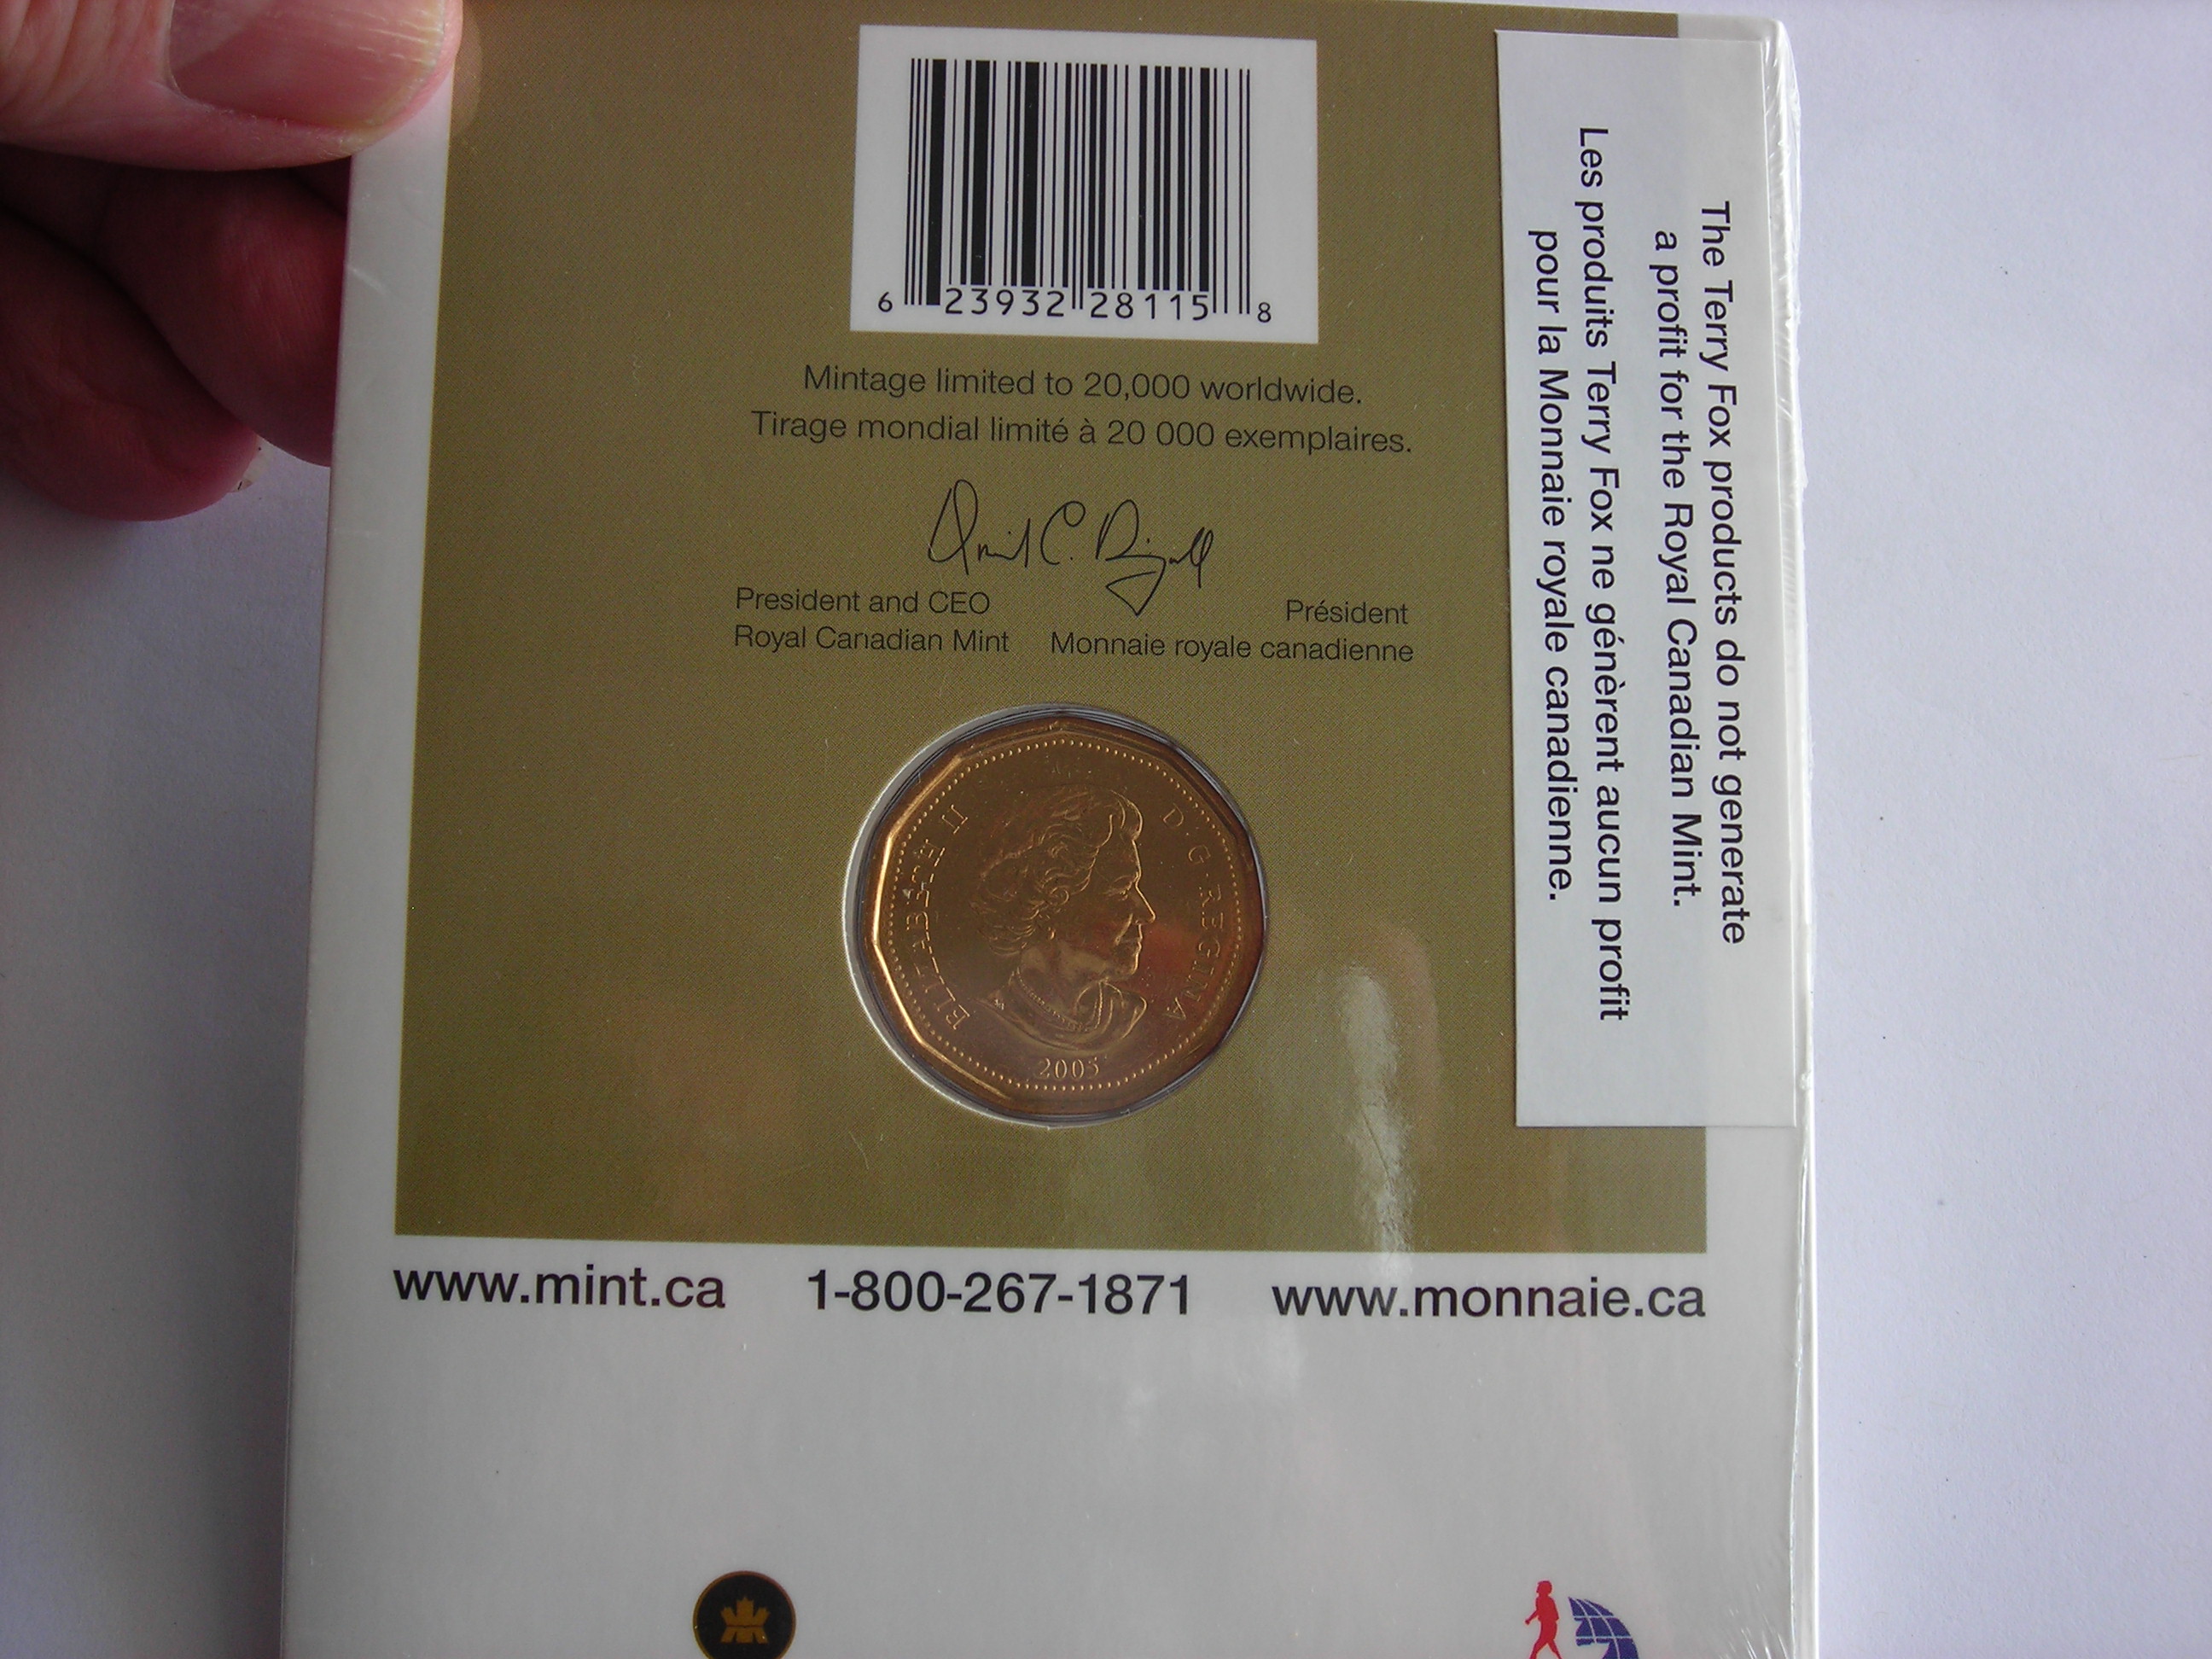 6 23932 28115 8
Mintage limited to 20,000 worldwide.
Tirage mondial limité à 20 000 exemplaires.
President and CEO
Royal Canadian Mint
Président
Monnaie royale canadienne
ELIZABETH II D·G·REGINA
2005
www.mint.ca 1-800-267-1871 www.monnaie.ca
The Terry Fox products do not generate
a profit for the Royal Canadian Mint.
Les produits Terry Fox ne génèrent aucun profit
pour la Monnaie royale canadienne.